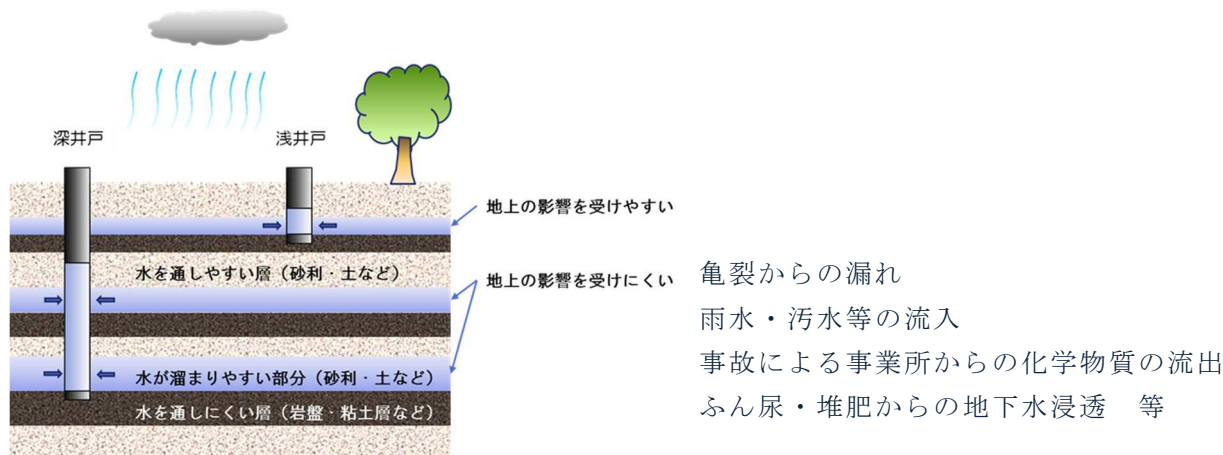 深井戸
浅井戸
地上の影響を受けやすい
水を通しやすい層（砂利・土など）
地上の影響を受けにくい
水が溜まりやすい部分（砂利・土など）
水を通しにくい層（岩盤・粘土層など）
亀裂からの漏れ
雨水・汚水等の流入
事故による事業所からの化学物質の流出
ふん尿・堆肥からの地下水浸透　等